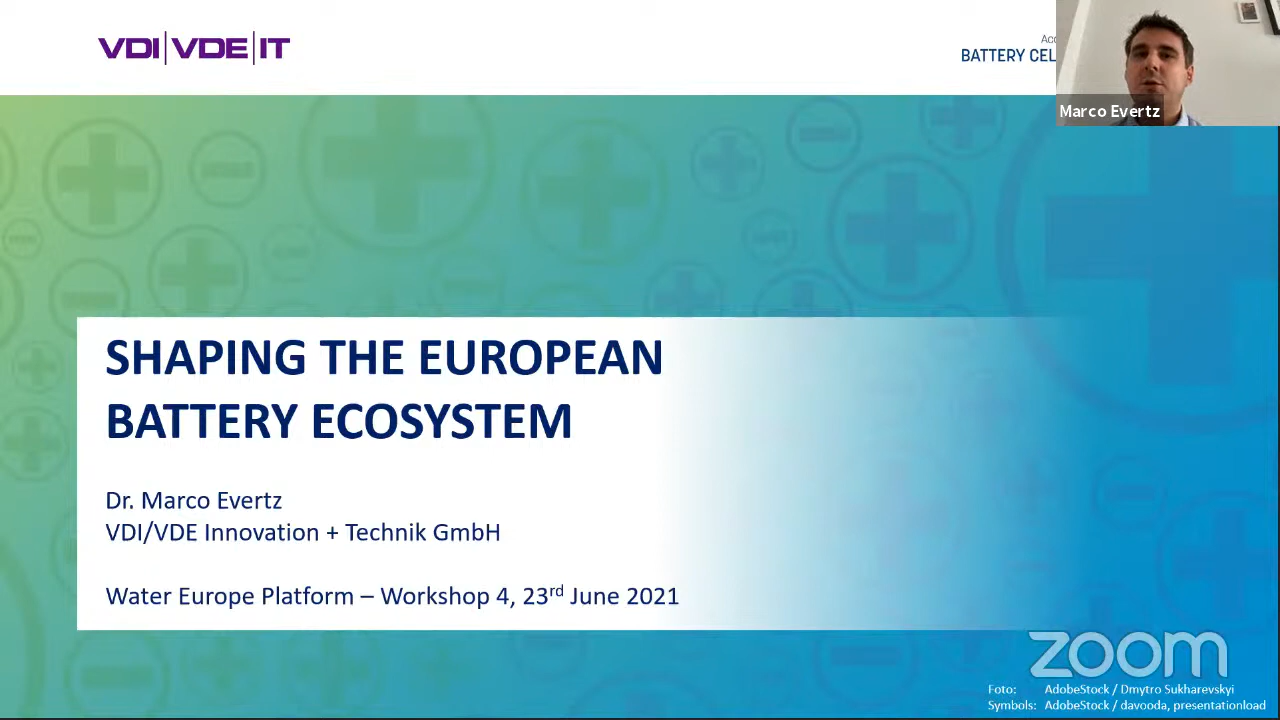 VDI|VDE|IT
BATTERY
Marco Evertz
SHAPING THE EUROPEAN
BATTERY ECOSYSTEM
Dr. Marco Evertz
VDI/VDE Innovation + Technik GmbH
Water Europe Platform – Workshop 4, 23rd June 2021
zoom
Foto: AdobeStock / Dmytro Sukharevskyi
Symbols: AdobeStock / davooda, presentationload